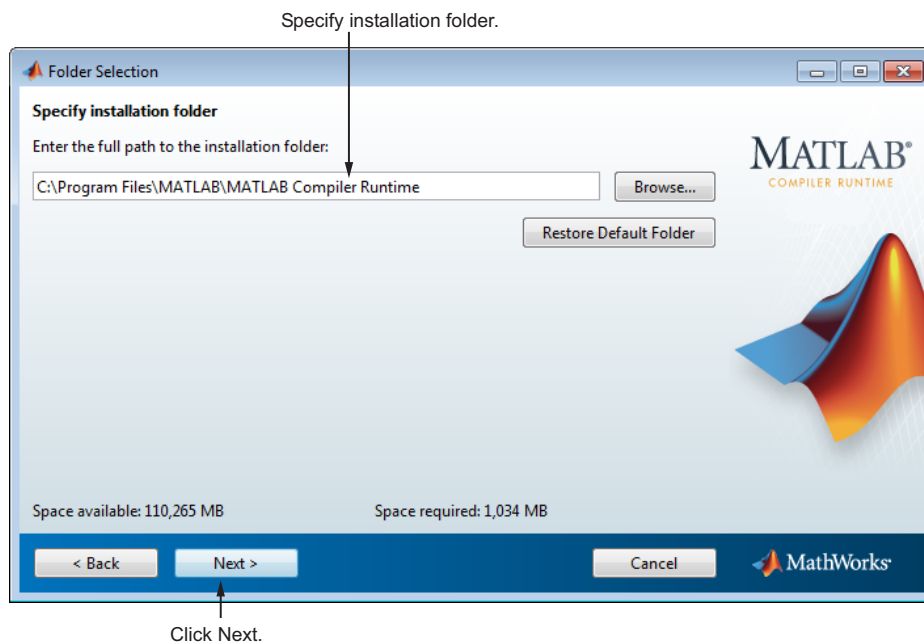 Specify installation folder.
Folder Selection
Specify installation folder
Enter the full path to the installation folder:
C:\Program Files\MATLAB\MATLAB Compiler Runtime
Browse...
Restore Default Folder
MATLAB®
COMPILER RUNTIME
Space available: 110,265 MB
Space required: 1,034 MB
< Back
Next >
Cancel
MathWorks®
Click Next.